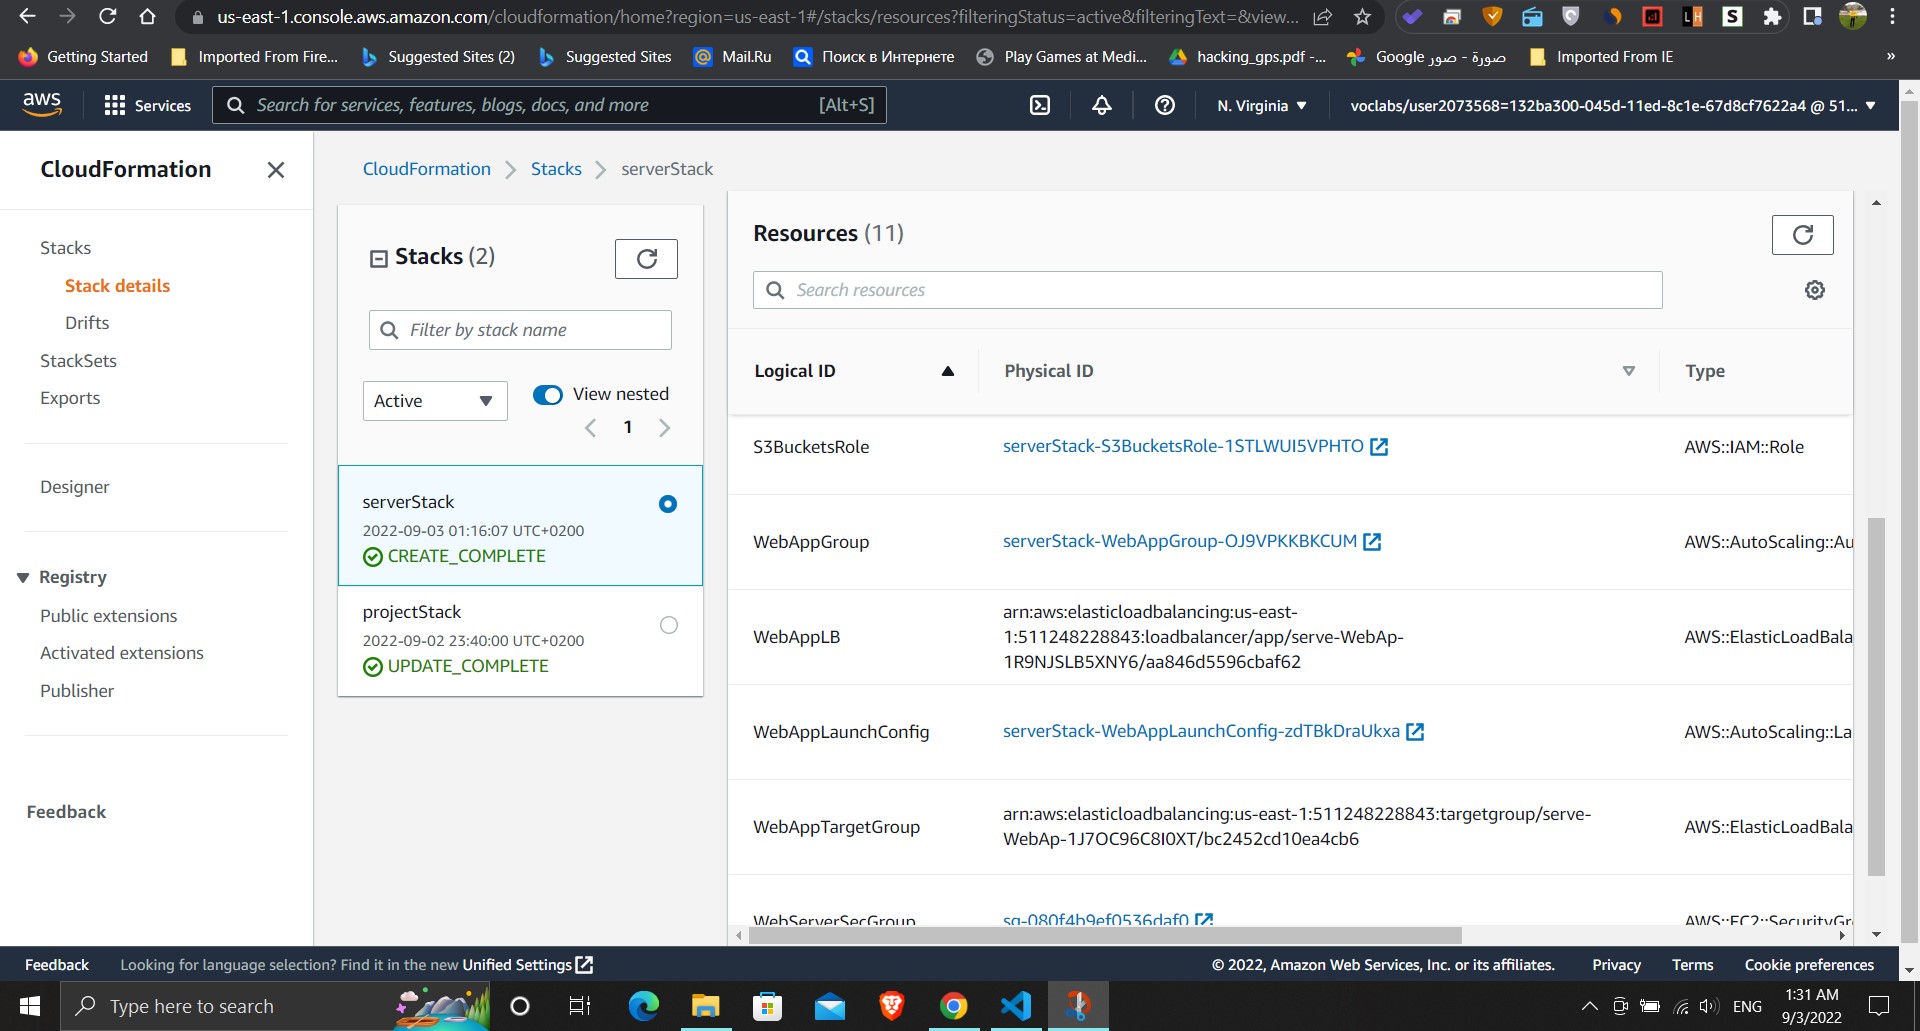 us-east-1.console.aws.amazon.com/cloudformation/home?region=us-east-1#/stacks/resources?filteringStatus=active&filteringText=&view...
Getting Started
Imported From Fire...
Suggested Sites (2)
Suggested Sites
Mail.Ru
Поиск в Интернете
Play Games at Medi...
hacking_gps.pdf -...
صورة - صور Google
Imported From IE
»
aws
Services
Search for services, features, blogs, docs, and more
[Alt+S]
N. Virginia
voclabs/user2073568=132ba300-045d-11ed-8c1e-67d8cf7622a4 @ 51...
CloudFormation
Stacks
Stack details
Drifts
StackSets
Exports
Designer
Registry
Public extensions
Activated extensions
Publisher
Feedback
CloudFormation
Stacks
serverStack
Stacks (2)
Filter by stack name
Active
View nested
1
serverStack
2022-09-03 01:16:07 UTC+0200
CREATE_COMPLETE
projectStack
2022-09-02 23:40:00 UTC+0200
UPDATE_COMPLETE
Resources (11)
Search resources
Logical ID
Physical ID
Type
S3BucketsRole
serverStack-S3BucketsRole-1STLWUI5VPHTO
AWS::IAM::Role
WebAppGroup
serverStack-WebAppGroup-OJ9VPKKBKCUM
AWS::AutoScaling::Au
WebAppLB
arn:aws:elasticloadbalancing:us-east-
1:511248228843:loadbalancer/app/serve-WebAp-
1R9NJSLB5XNY6/aa846d5596cbaf62
AWS::ElasticLoadBala
WebAppLaunchConfig
serverStack-WebAppLaunchConfig-zdTBkDraUkxa
AWS::AutoScaling::La
WebAppTargetGroup
arn:aws:elasticloadbalancing:us-east-1:511248228843:targetgroup/serve-
WebAp-1J7OC96C8I0XT/bc2452cd10ea4cb6
AWS::ElasticLoadBala
WebServerSecGroup
sg-080f4b9ef0536daf0
AWS::EC2::SecurityGr
Feedback
Looking for language selection? Find it in the new Unified Settings
© 2022, Amazon Web Services, Inc. or its affiliates.
Privacy
Terms
Cookie preferences
Type here to search
ENG
1:31 AM
9/3/2022